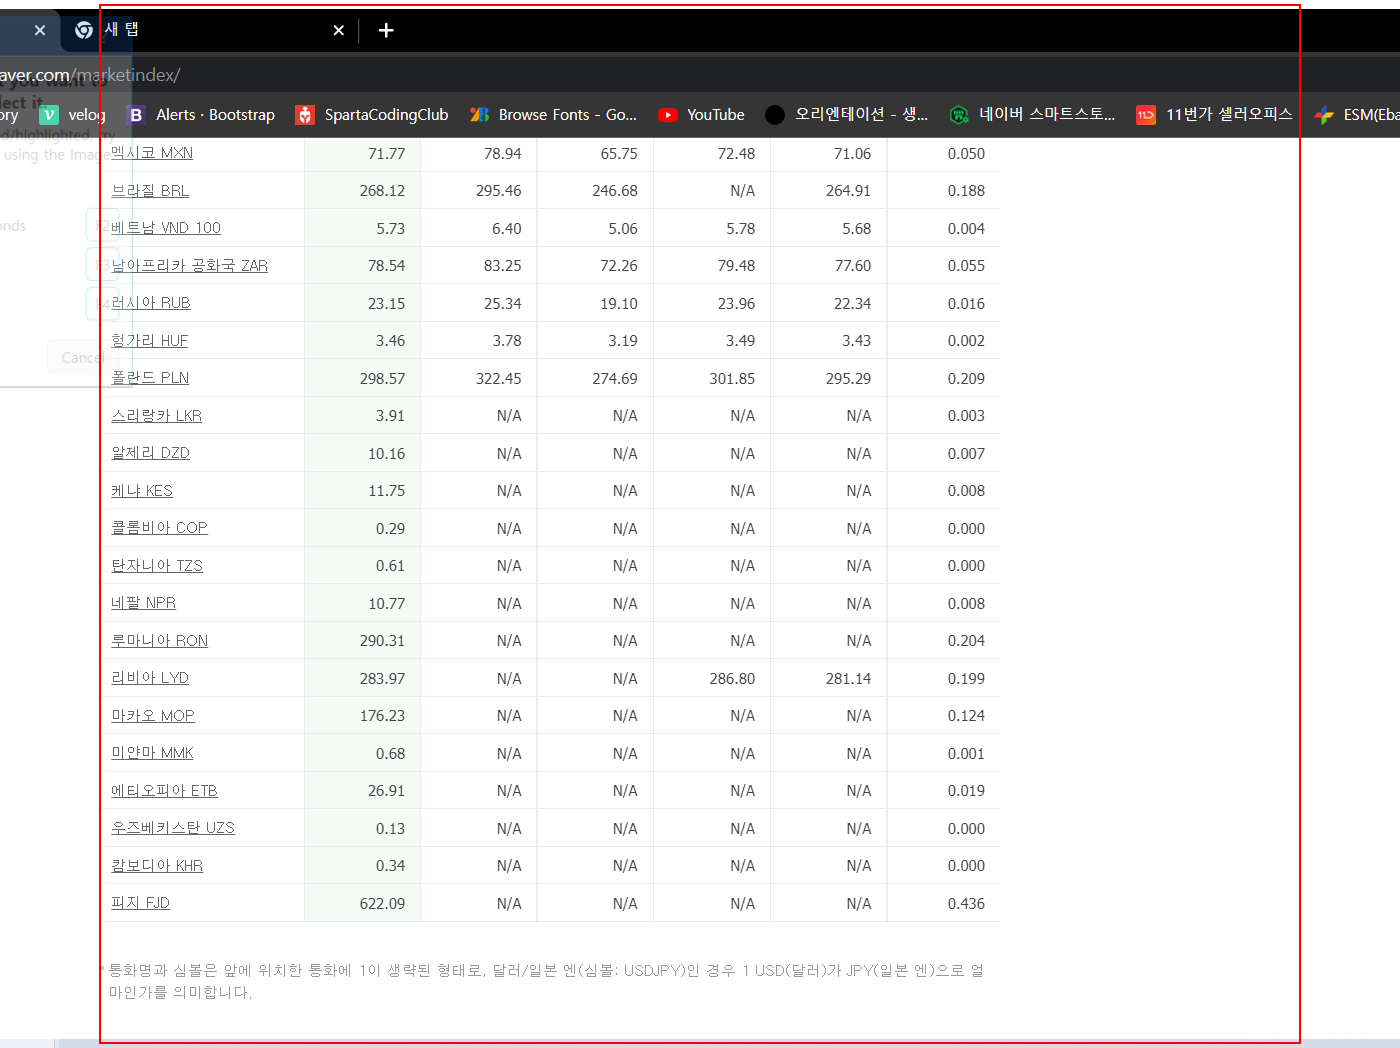 새 탭
aver.com/marketindex/
ory velog Alerts · Bootstrap SpartaCodingClub Browse Fonts - Go... YouTube 오리엔테이션 - 생... 네이버 스마트스토... 11번가 셀러오피스 ESM(Eba
you want to
lect it.
d/highlighted, try
using the Image
onds F2
F3
F4
Cancel
멕시코 MXN 71.77 78.94 65.75 72.48 71.06 0.050
브라질 BRL 268.12 295.46 246.68 N/A 264.91 0.188
베트남 VND 100 5.73 6.40 5.06 5.78 5.68 0.004
남아프리카 공화국 ZAR 78.54 83.25 72.26 79.48 77.60 0.055
러시아 RUB 23.15 25.34 19.10 23.96 22.34 0.016
헝가리 HUF 3.46 3.78 3.19 3.49 3.43 0.002
폴란드 PLN 298.57 322.45 274.69 301.85 295.29 0.209
스리랑카 LKR 3.91 N/A N/A N/A N/A 0.003
알제리 DZD 10.16 N/A N/A N/A N/A 0.007
케냐 KES 11.75 N/A N/A N/A N/A 0.008
콜롬비아 COP 0.29 N/A N/A N/A N/A 0.000
탄자니아 TZS 0.61 N/A N/A N/A N/A 0.000
네팔 NPR 10.77 N/A N/A N/A N/A 0.008
루마니아 RON 290.31 N/A N/A N/A N/A 0.204
리비아 LYD 283.97 N/A N/A 286.80 281.14 0.199
마카오 MOP 176.23 N/A N/A N/A N/A 0.124
미얀마 MMK 0.68 N/A N/A N/A N/A 0.001
에티오피아 ETB 26.91 N/A N/A N/A N/A 0.019
우즈베키스탄 UZS 0.13 N/A N/A N/A N/A 0.000
캄보디아 KHR 0.34 N/A N/A N/A N/A 0.000
피지 FJD 622.09 N/A N/A N/A N/A 0.436
* 통화명과 심볼은 앞에 위치한 통화에 1이 생략된 형태로, 달러/일본 엔(심볼: USDJPY)인 경우 1 USD(달러)가 JPY(일본 엔)으로 얼
마인가를 의미합니다.